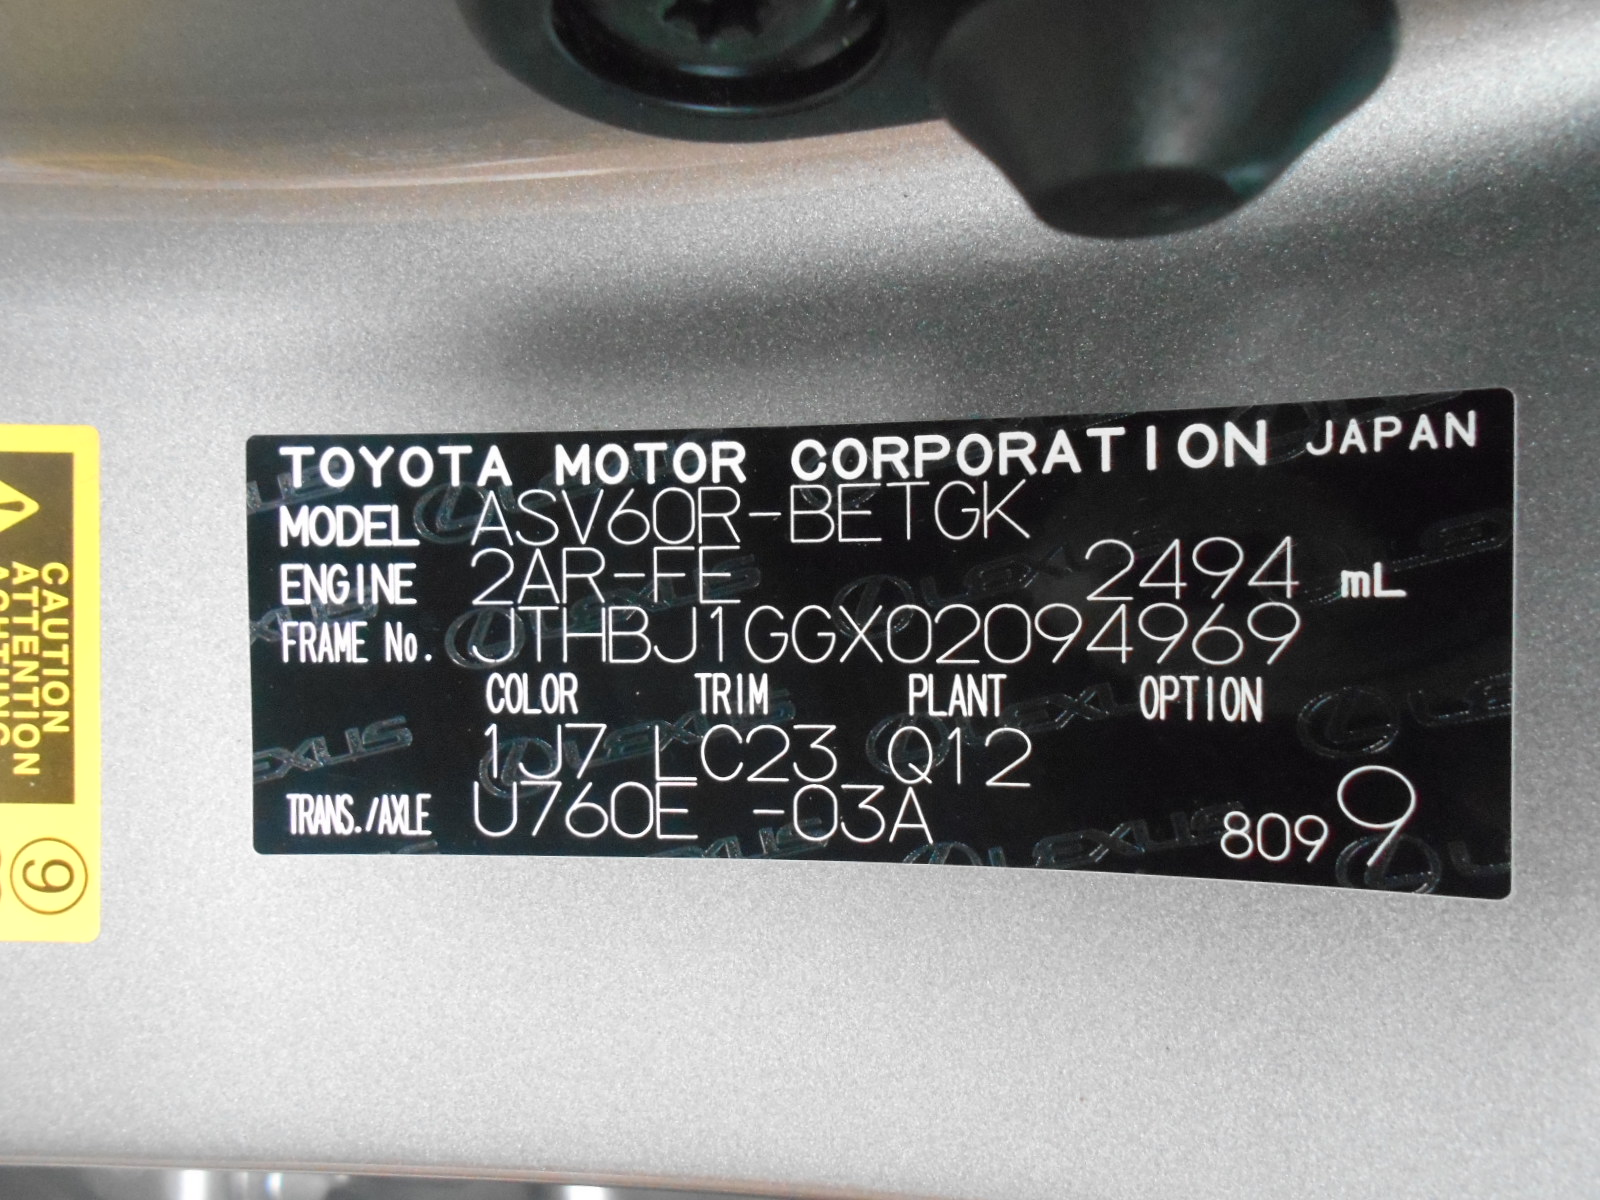 TOYOTA MOTOR CORPORATION JAPAN
MODEL ASV60R-BETGK
ENGINE 2AR-FE 2494 mL
FRAME No. JTHBJ1GGX02094969
COLOR TRIM PLANT OPTION
1J7 LC23 Q12
TRANS./AXLE U760E -03A
809 9
CAUTION
ATTENTION
9
LEXUS